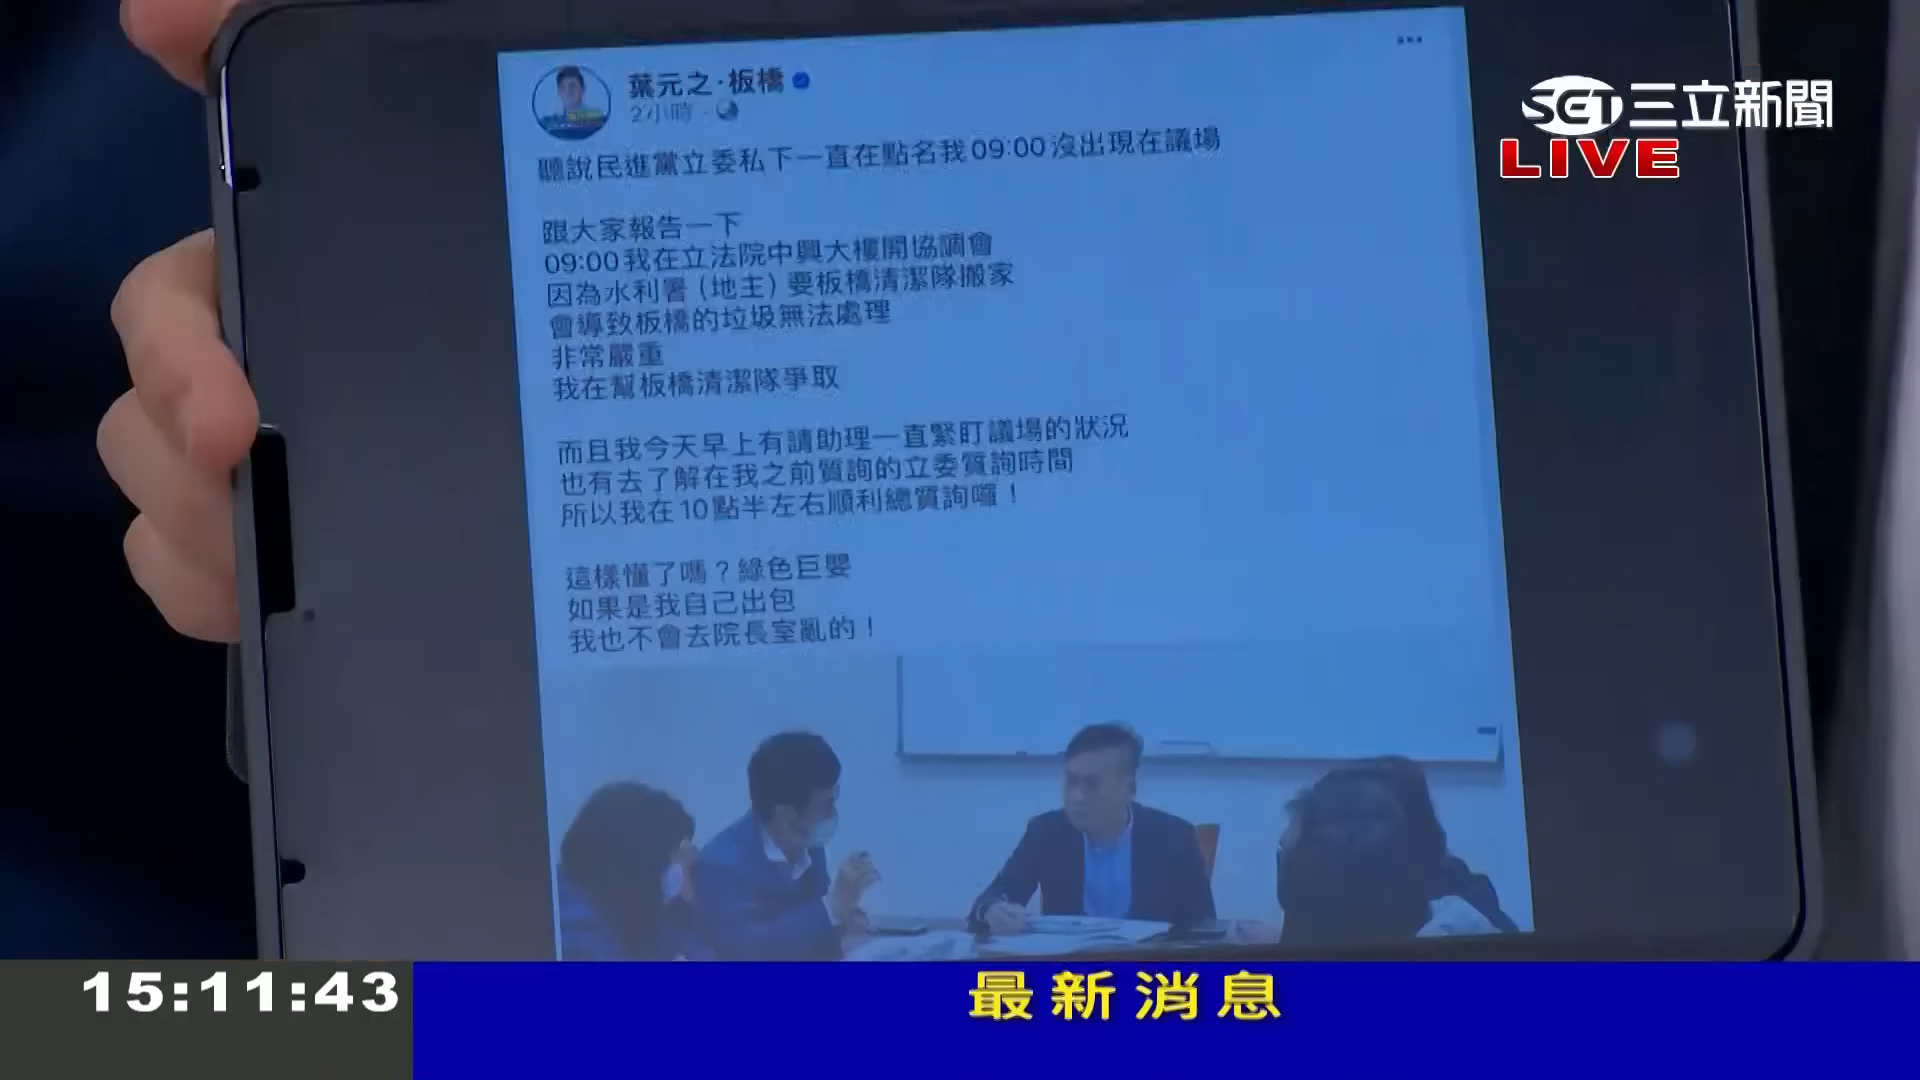 葉元之·板橋
2小時
聽說民進黨立委私下一直在點名我09:00沒出現在議場
跟大家報告一下
09:00我在立法院中興大樓開協調會
因為水利署（地主）要板橋清潔隊搬家
會導致板橋的垃圾無法處理
非常嚴重
我在幫板橋清潔隊爭取
而且我今天早上有請助理一直緊盯議場的狀況
也有去了解在我之前質詢的立委質詢時間
所以我在10點半左右順利總質詢囉！
這樣懂了嗎？綠色巨嬰
如果是我自己出包
我也不會去院長室亂的！
SET三立新聞
LIVE
15:11:43
最新消息